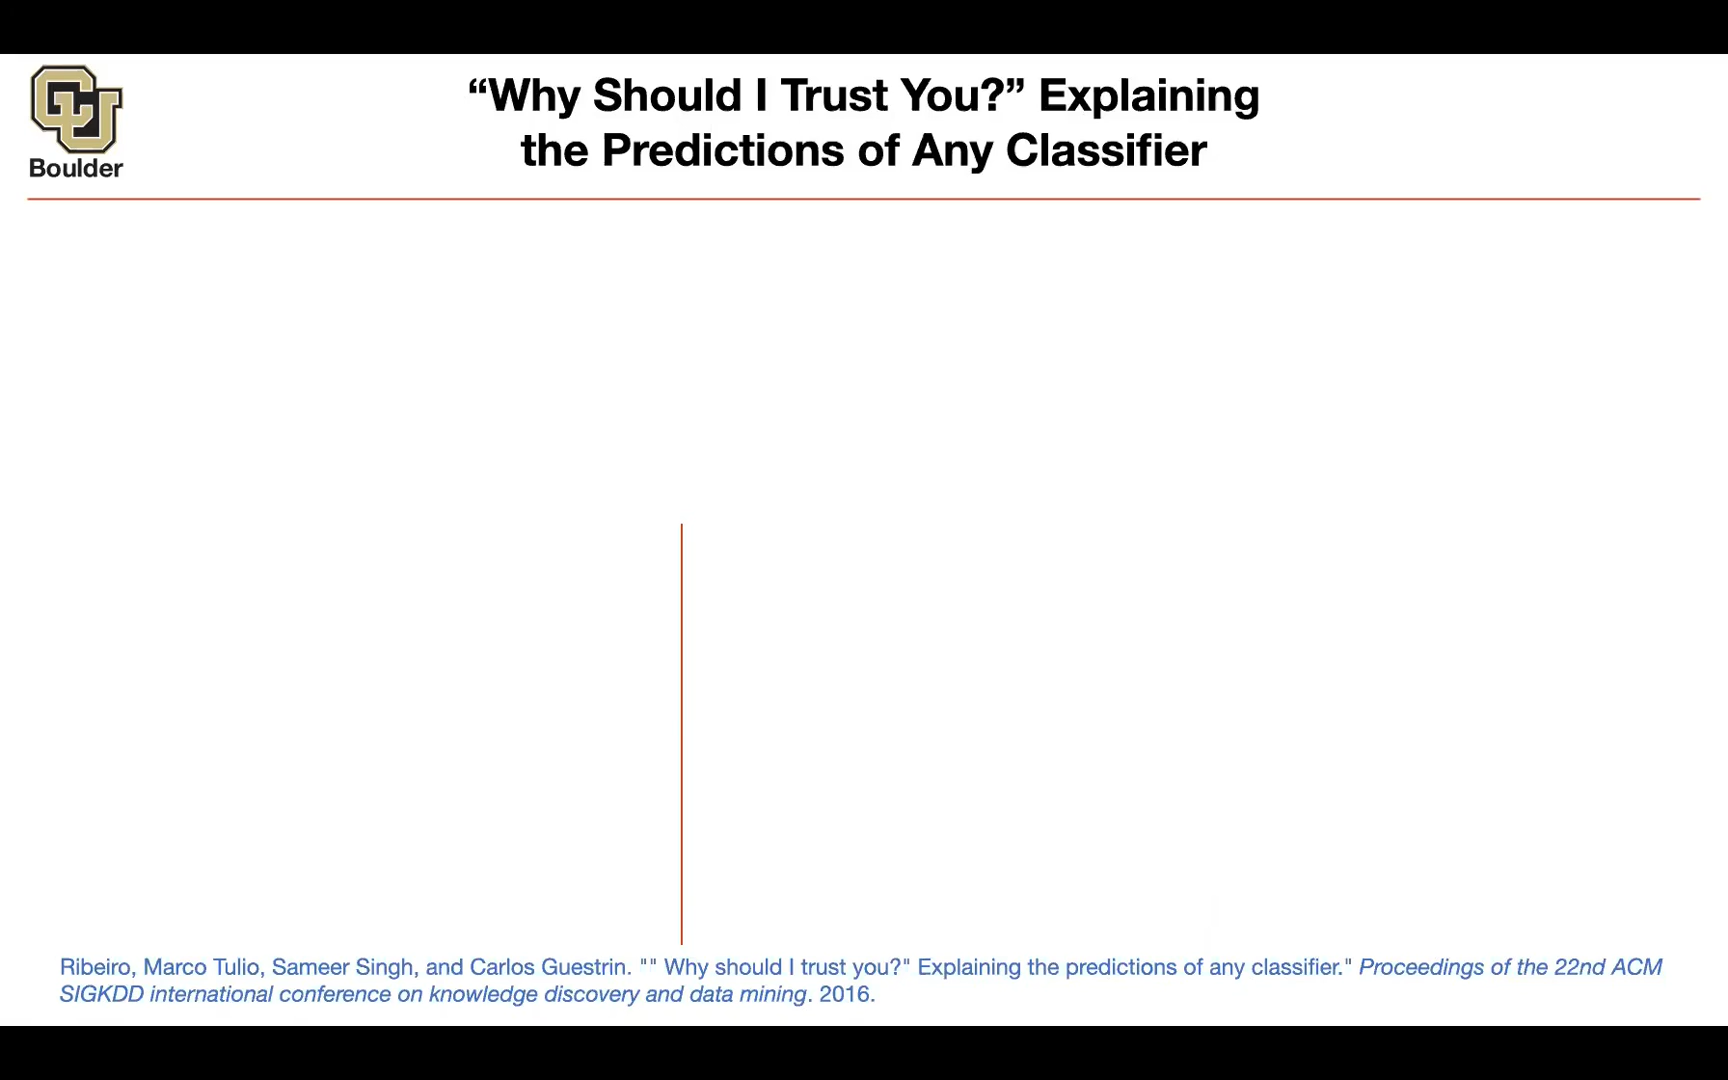 “Why Should I Trust You?” Explaining
the Predictions of Any Classifier
CU
Boulder
Ribeiro, Marco Tulio, Sameer Singh, and Carlos Guestrin. "" Why should I trust you?" Explaining the predictions of any classifier." Proceedings of the 22nd ACM
SIGKDD international conference on knowledge discovery and data mining. 2016.